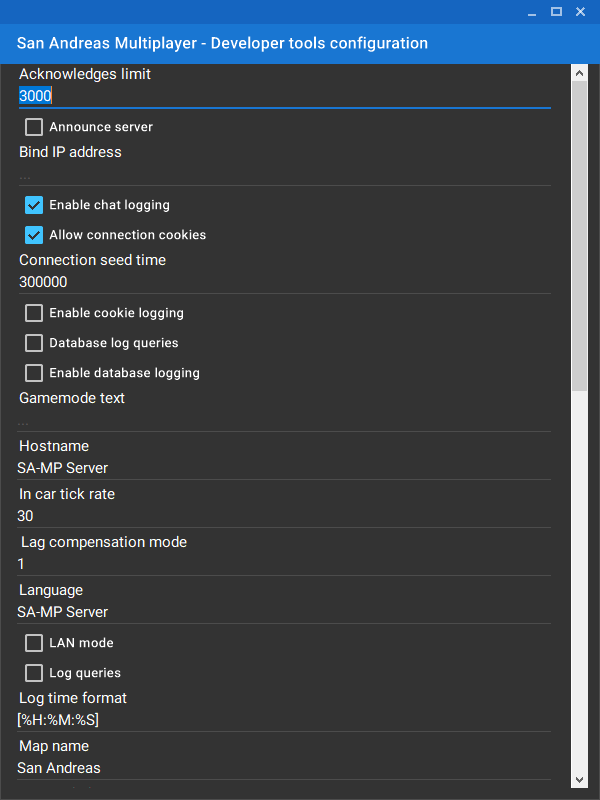 San Andreas Multiplayer - Developer tools configuration
Acknowledges limit
3000
Announce server
Bind IP address
...
Enable chat logging
Allow connection cookies
Connection seed time
300000
Enable cookie logging
Database log queries
Enable database logging
Gamemode text
...
Hostname
SA-MP Server
In car tick rate
30
Lag compensation mode
1
Language
SA-MP Server
LAN mode
Log queries
Log time format
[%H:%M:%S]
Map name
San Andreas